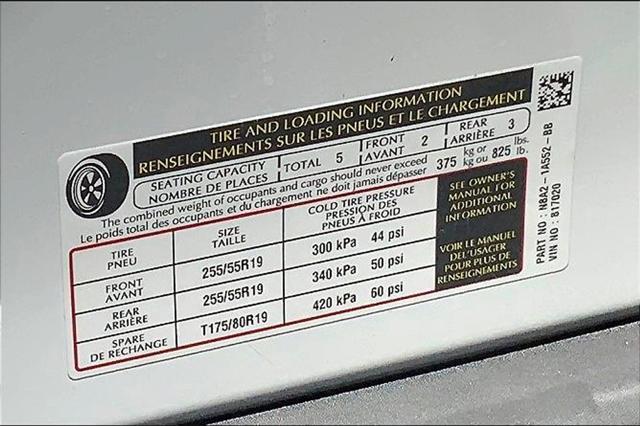 TIRE AND LOADING INFORMATION
RENSEIGNEMENTS SUR LES PNEUS ET LE CHARGEMENT
SEATING CAPACITY
NOMBRE DE PLACES
TOTAL 5
FRONT
AVANT 2
REAR
ARRIÈRE 3
The combined weight of occupants and cargo should never exceed
Le poids total des occupants et du chargement ne doit jamais dépasser
375 kg or 825 lbs.
kg ou lb.
TIRE
PNEU
SIZE
TAILLE
COLD TIRE PRESSURE
PRESSION DES
PNEUS À FROID
FRONT
AVANT
255/55R19
300 kPa 44 psi
REAR
ARRIÈRE
255/55R19
340 kPa 50 psi
SPARE
DE RECHANGE
T175/80R19
420 kPa 60 psi
SEE OWNER'S
MANUAL FOR
ADDITIONAL
INFORMATION
VOIR LE MANUEL
DE L'USAGER
POUR PLUS DE
RENSEIGNEMENTS
PART NO : N8A2-1A552-BB
VIN NO : B17020